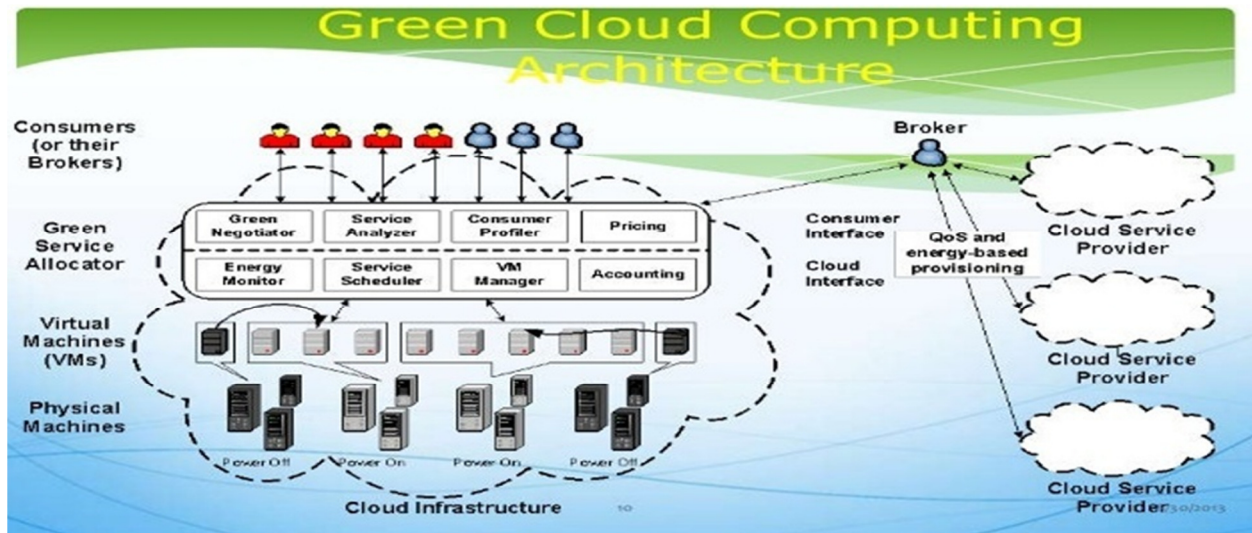 Green Cloud Computing
Architecture
Consumers
(or their
Brokers)
Broker
Green
Service
Allocator
Green
Negotiator
Service
Analyzer
Consumer
Profiler
Pricing
Energy
Monitor
Service
Scheduler
VM
Manager
Accounting
Consumer
Interface
Cloud
Interface
QoS and
energy-based
provisioning
Cloud Service
Provider
Cloud Service
Provider
Cloud Service
Provider
Virtual
Machines
(VMs)
Physical
Machines
Power Off
Power On
Power On
Power Off
Cloud Infrastructure
10
30/2013